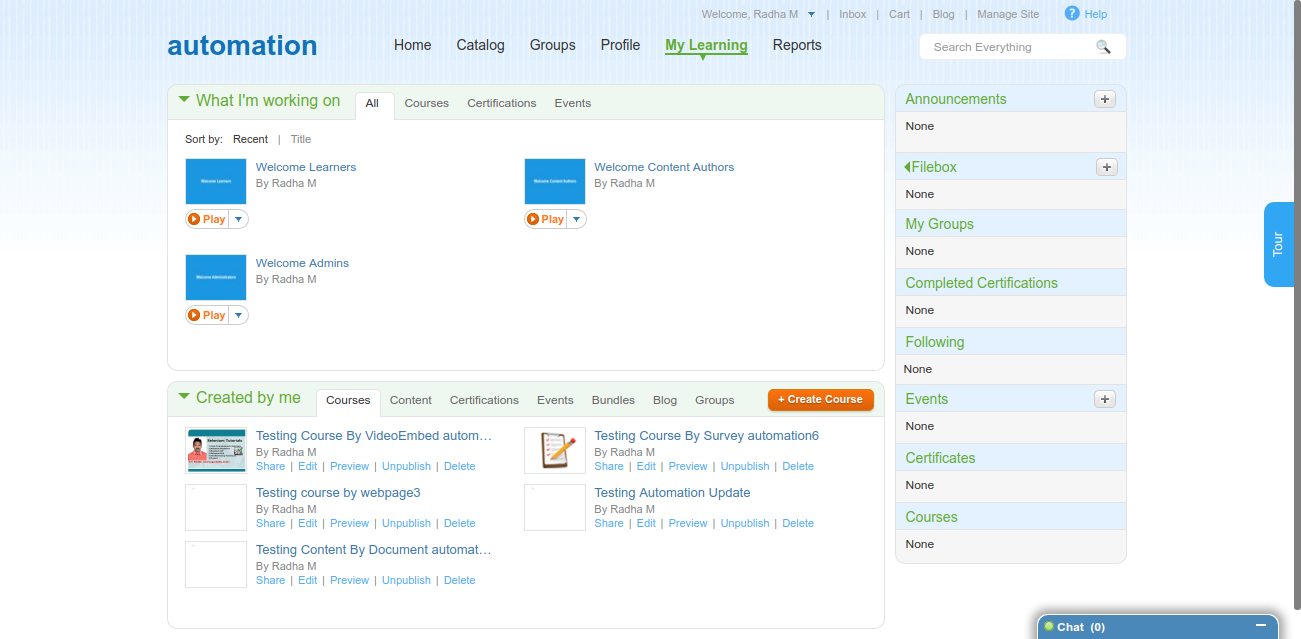 Welcome, Radha M | Inbox | Cart | Blog | Manage Site ? Help
automation
Home Catalog Groups Profile My Learning Reports
Search Everything
What I'm working on All Courses Certifications Events
Sort by: Recent | Title
Welcome Learners
Welcome Learners
By Radha M
Play
Welcome Content Authors
Welcome Content Authors
By Radha M
Play
Welcome Administrators
Welcome Admins
By Radha M
Play
Created by me Courses Content Certifications Events Bundles Blog Groups + Create Course
Selenium Tutorials
Testing Course By VideoEmbed autom…
By Radha M
Share | Edit | Preview | Unpublish | Delete
Testing Course By Survey automation6
By Radha M
Share | Edit | Preview | Unpublish | Delete
Testing course by webpage3
By Radha M
Share | Edit | Preview | Unpublish | Delete
Testing Automation Update
By Radha M
Share | Edit | Preview | Unpublish | Delete
Testing Content By Document automat…
By Radha M
Share | Edit | Preview | Unpublish | Delete
Announcements +
None
Filebox +
None
My Groups
None
Completed Certifications
None
Following
None
Events +
None
Certificates
None
Courses
None
Tour
Chat (0)